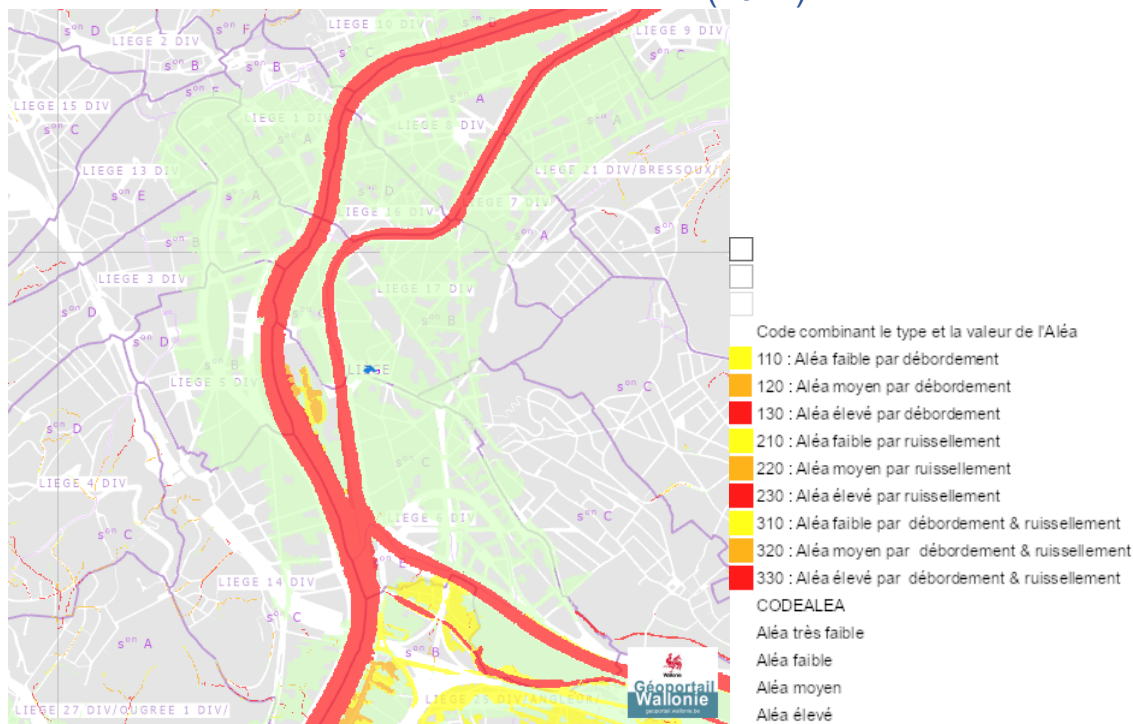 LIEGE 10 DIV
LIEGE 9 DIV
LIEGE 2 DIV
LIEGE 15 DIV
LIEGE 1 DIV
LIEGE 8 DIV
LIEGE 13 DIV
LIEGE 21 DIV/BRESSOUX/
LIEGE 16 DIV
LIEGE 7 DIV
LIEGE 3 DIV
LIEGE 17 DIV
LIEGE 5 DIV
LIEGE 4 DIV
LIEGE 6 DIV
LIEGE 14 DIV
LIEGE 25 DIV/ANGLEUR/
LIEGE 27 DIV/OUGREE 1 DIV/
Wallonie
Géoportail
Wallonie
geoportail.wallonie.be
Code combinant le type et la valeur de l'Aléa
110 : Aléa faible par débordement
120 : Aléa moyen par débordement
130 : Aléa élevé par débordement
210 : Aléa faible par ruissellement
220 : Aléa moyen par ruissellement
230 : Aléa élevé par ruissellement
310 : Aléa faible par débordement & ruissellement
320 : Aléa moyen par débordement & ruissellement
330 : Aléa élevé par débordement & ruissellement
CODEALEA
Aléa très faible
Aléa faible
Aléa moyen
Aléa élevé